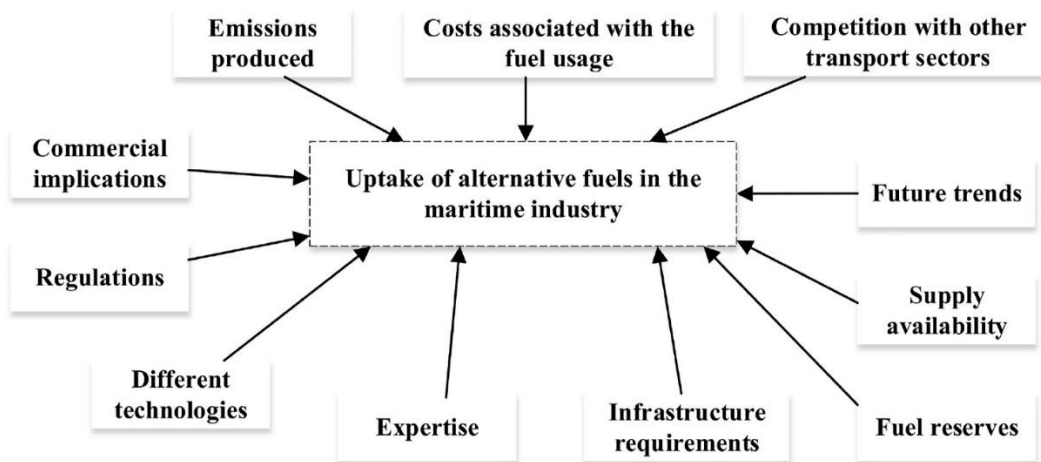 Emissions
produced
Costs associated with the
fuel usage
Competition with other
transport sectors
Commercial
implications
Uptake of alternative fuels in the
maritime industry
Future trends
Regulations
Supply
availability
Different
technologies
Expertise
Infrastructure
requirements
Fuel reserves